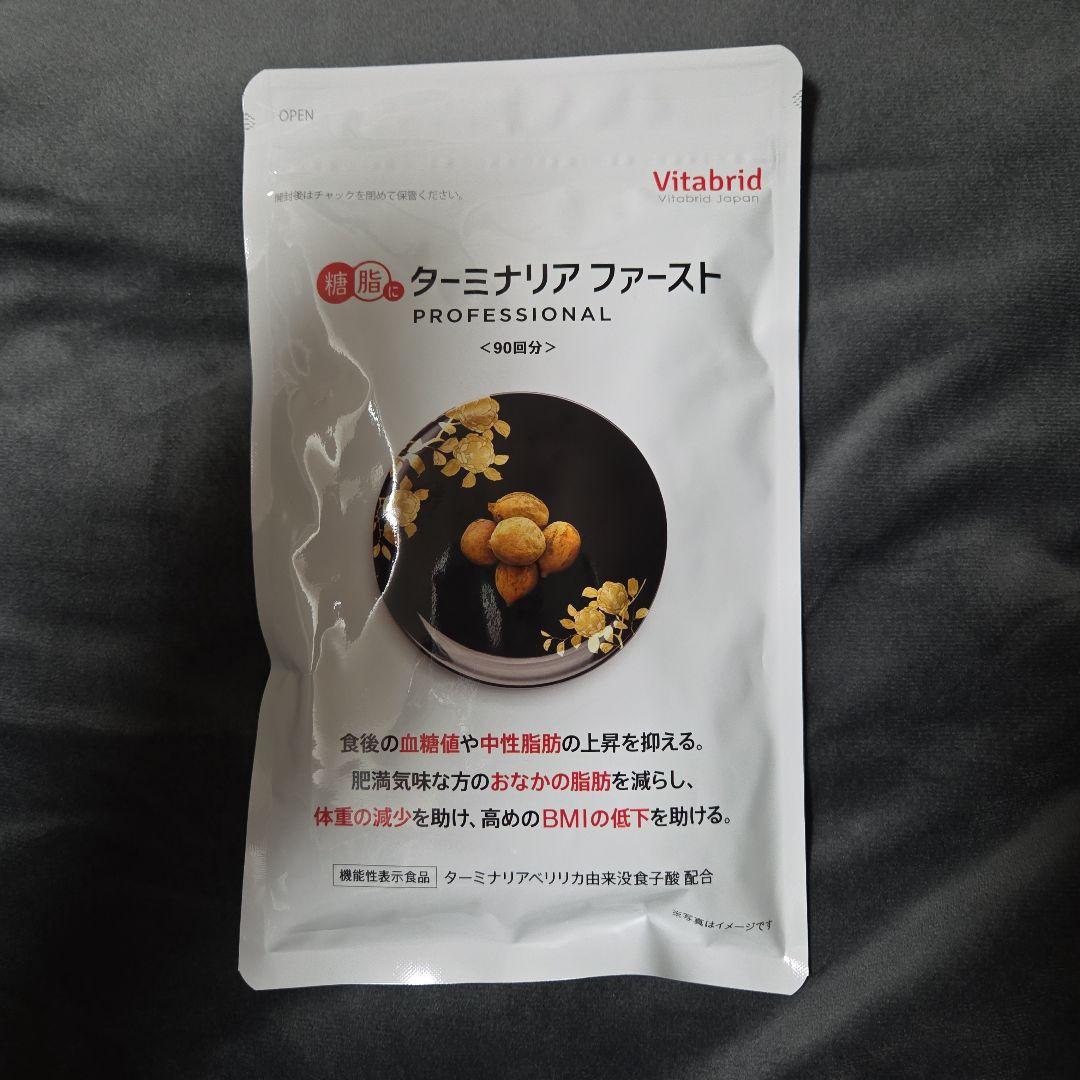 OPEN
開封後はチャックを閉めて保管ください。
Vitabrid
Vitabrid Japan
糖脂に ターミナリア ファースト
PROFESSIONAL
＜90回分＞
食後の血糖値や中性脂肪の上昇を抑える。
肥満気味な方のおなかの脂肪を減らし、
体重の減少を助け、高めのBMIの低下を助ける。
機能性表示食品 ターミナリアベリリカ由来没食子酸 配合
※写真はイメージです